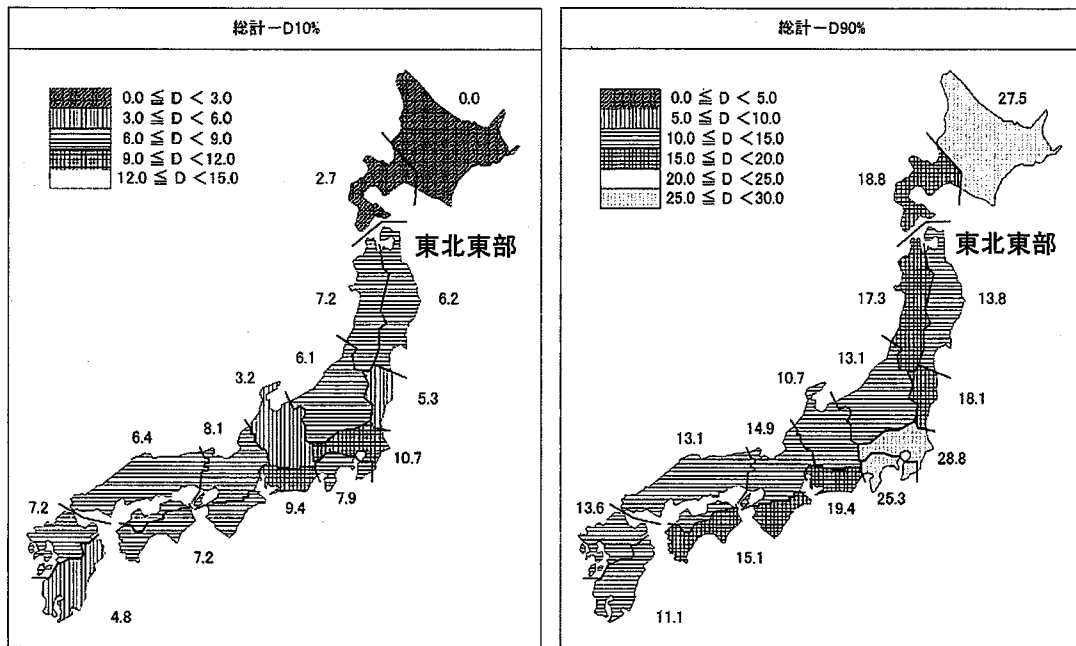 総計－D10%
0.0 ≦ D < 3.0
3.0 ≦ D < 6.0
6.0 ≦ D < 9.0
9.0 ≦ D < 12.0
12.0 ≦ D < 15.0
0.0
2.7
東北東部
7.2
6.2
6.1
3.2
5.3
8.1
6.4
10.7
7.9
9.4
7.2
7.2
4.8
総計－D90%
0.0 ≦ D < 5.0
5.0 ≦ D < 10.0
10.0 ≦ D < 15.0
15.0 ≦ D < 20.0
20.0 ≦ D < 25.0
25.0 ≦ D < 30.0
27.5
18.8
東北東部
17.3
13.8
13.1
10.7
18.1
14.9
13.1
28.8
25.3
19.4
13.6
15.1
11.1